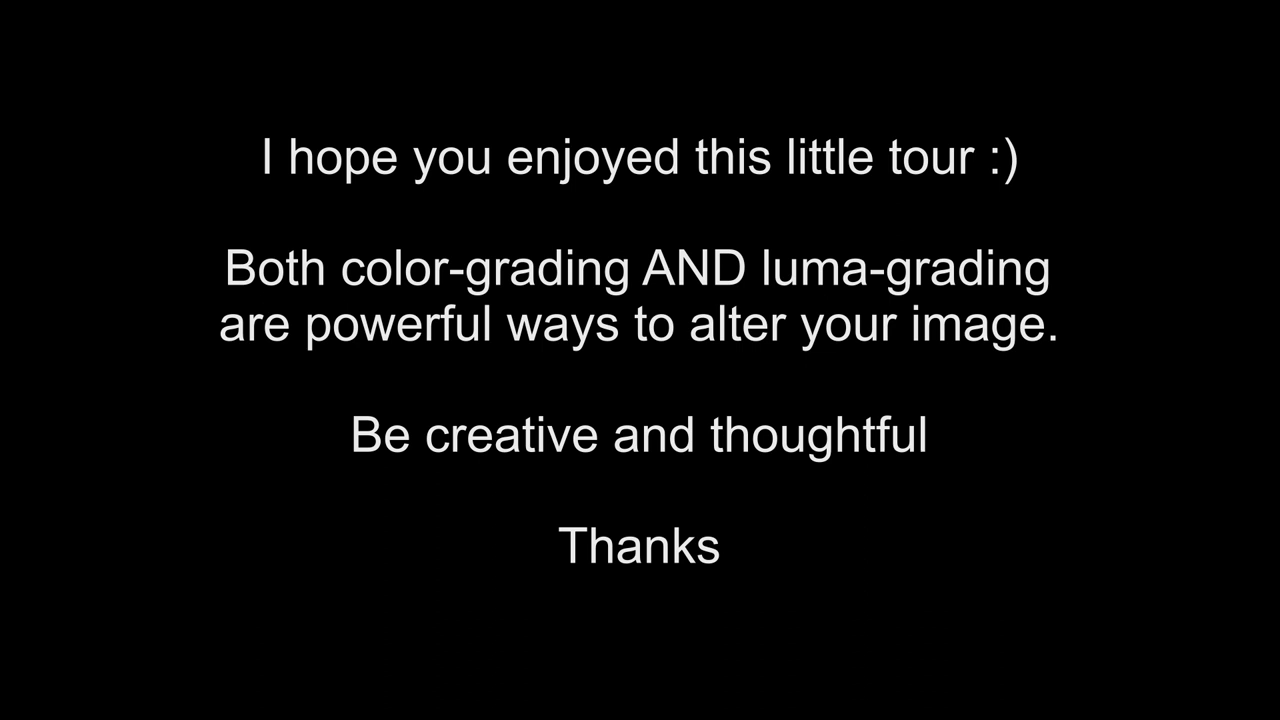 I hope you enjoyed this little tour :)
Both color-grading AND luma-grading
are powerful ways to alter your image.
Be creative and thoughtful
Thanks